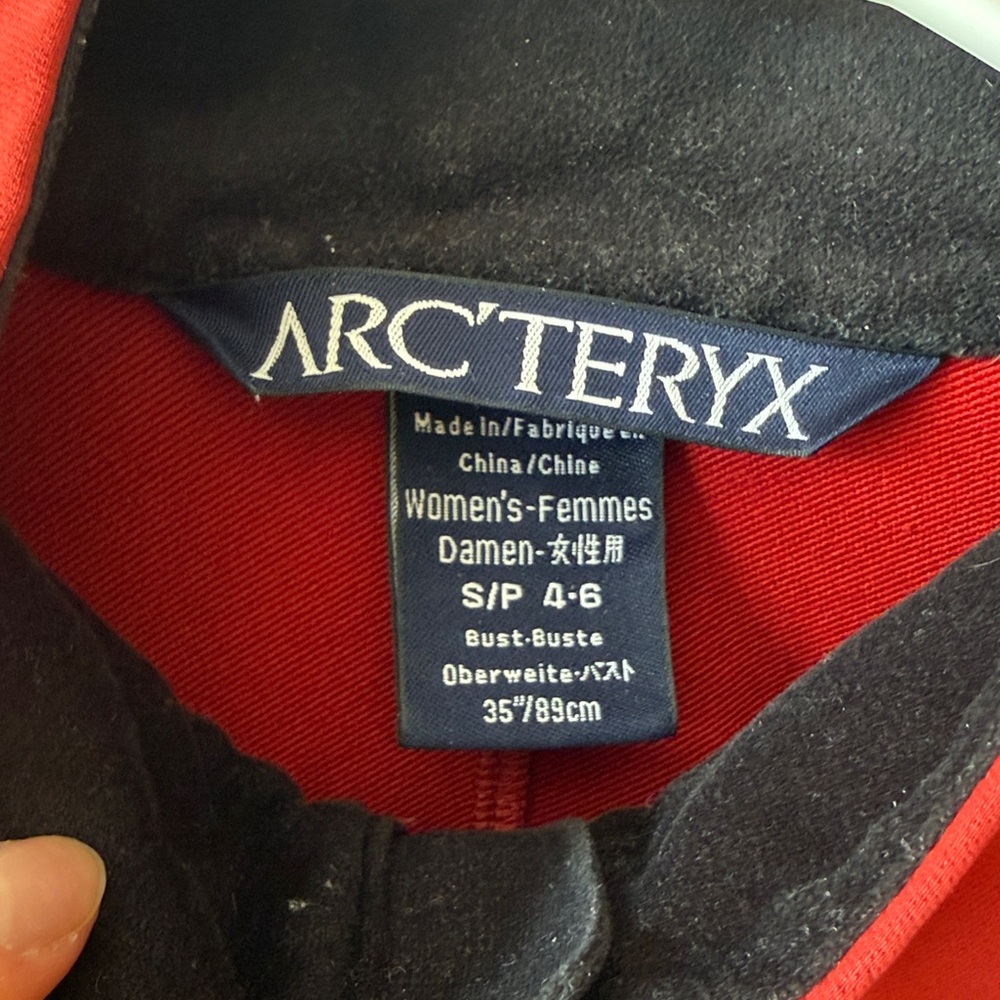 ARC'TERYX
Made in/Fabriqué en
China/Chine
Women's-Femmes
Damen-女性用
S/P 4·6
Bust·Buste
Oberweite·バスト
35"/89cm